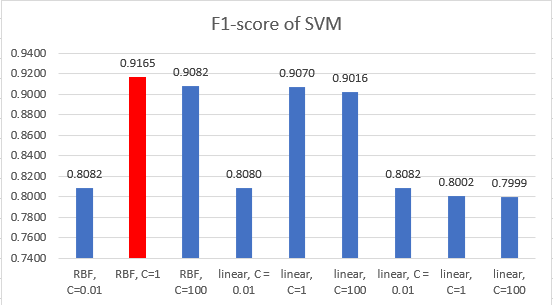 F1-score of SVM
0.9400
0.9200
0.9000
0.8800
0.8600
0.8400
0.8200
0.8000
0.7800
0.7600
0.7400
0.8082
0.9165
0.9082
0.8080
0.9070
0.9016
0.8082
0.8002
0.7999
RBF,
C=0.01
RBF, C=1
RBF,
C=100
linear, C =
0.01
linear,
C=1
linear,
C=100
linear, C =
0.01
linear,
C=1
linear,
C=100